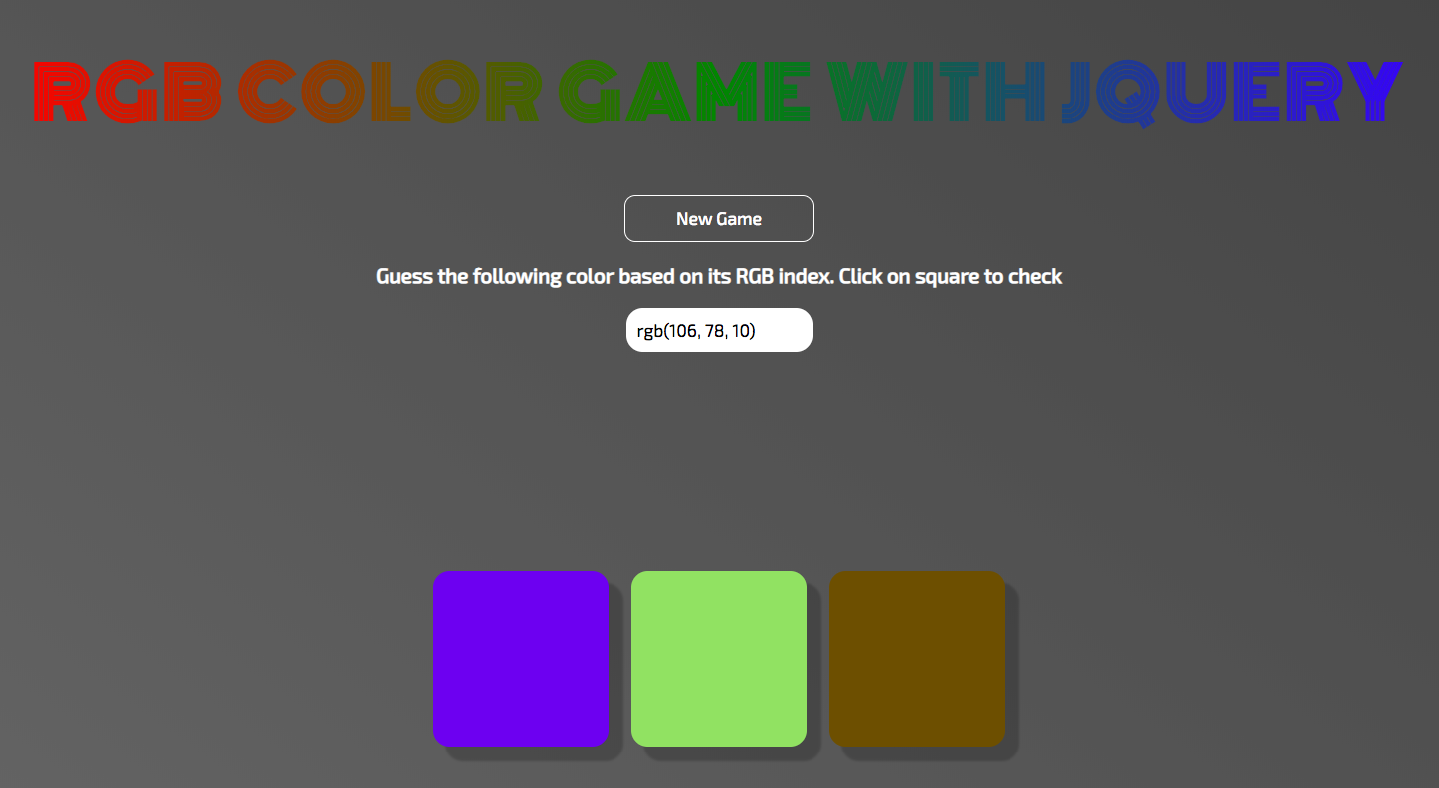 RGB COLOR GAME WITH JQUERY
New Game
Guess the following color based on its RGB index. Click on square to check
rgb(106, 78, 10)